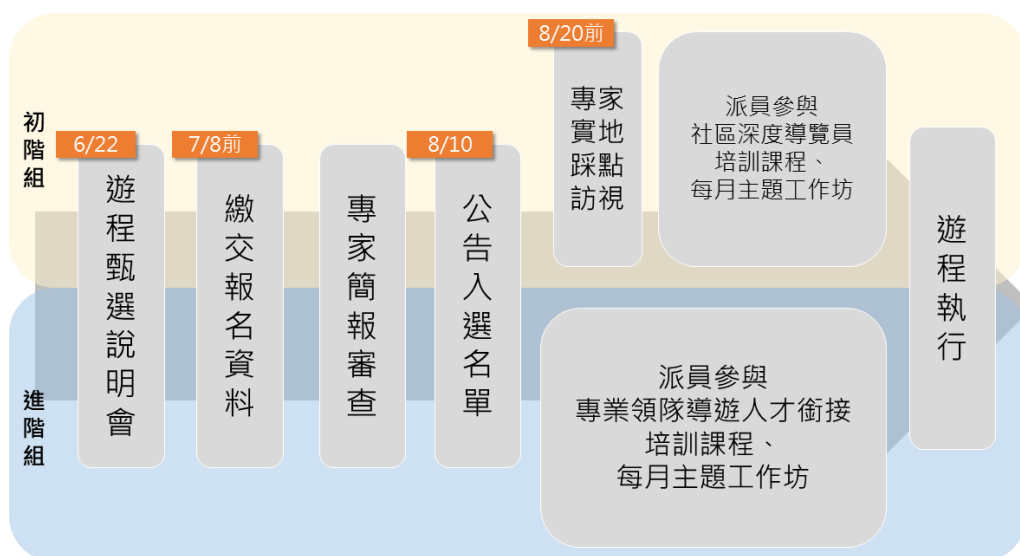 初階組
進階組
6/22
遊程甄選說明會
7/8前
繳交報名資料
專家簡報審查
8/10
公告入選名單
8/20前
專家
實地
踩點
訪視
派員參與
社區深度導覽員
培訓課程、
每月主題工作坊
派員參與
專業領隊導遊人才銜接
培訓課程、
每月主題工作坊
遊程執行